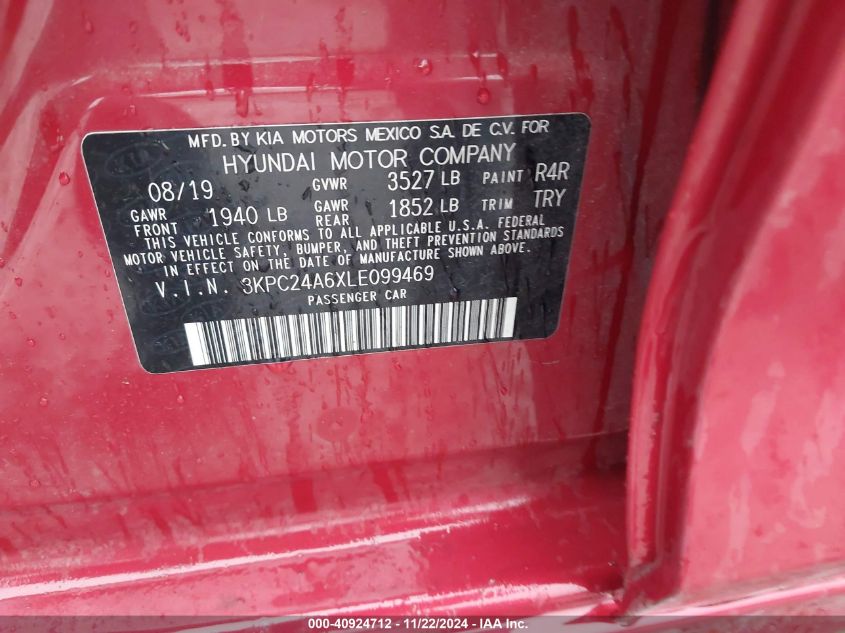 MFD. BY KIA MOTORS MEXICO S.A. DE C.V. FOR
HYUNDAI MOTOR COMPANY
08/19 GVWR 3527 LB PAINT R4R
GAWR FRONT 1940 LB GAWR REAR 1852 LB TRIM TRY
THIS VEHICLE CONFORMS TO ALL APPLICABLE U.S.A. FEDERAL
MOTOR VEHICLE SAFETY, BUMPER, AND THEFT PREVENTION STANDARDS
IN EFFECT ON THE DATE OF MANUFACTURE SHOWN ABOVE.
V.I.N. 3KPC24A6XLE099469
PASSENGER CAR
000-40924712 - 11/22/2024 - IAA Inc.